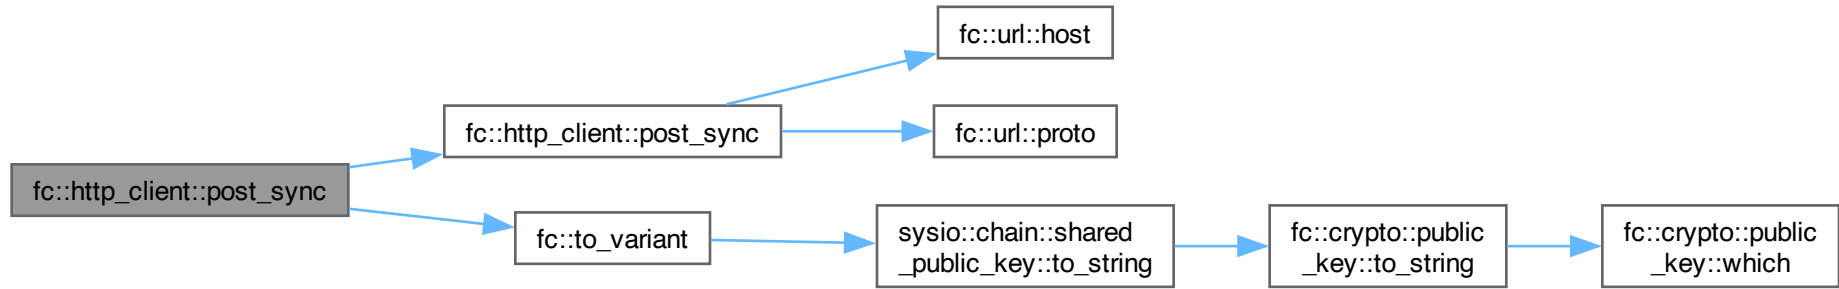 fc::url::host
fc::http_client::post_sync
fc::url::proto
fc::http_client::post_sync
fc::to_variant
sysio::chain::shared
_public_key::to_string
fc::crypto::public
_key::to_string
fc::crypto::public
_key::which